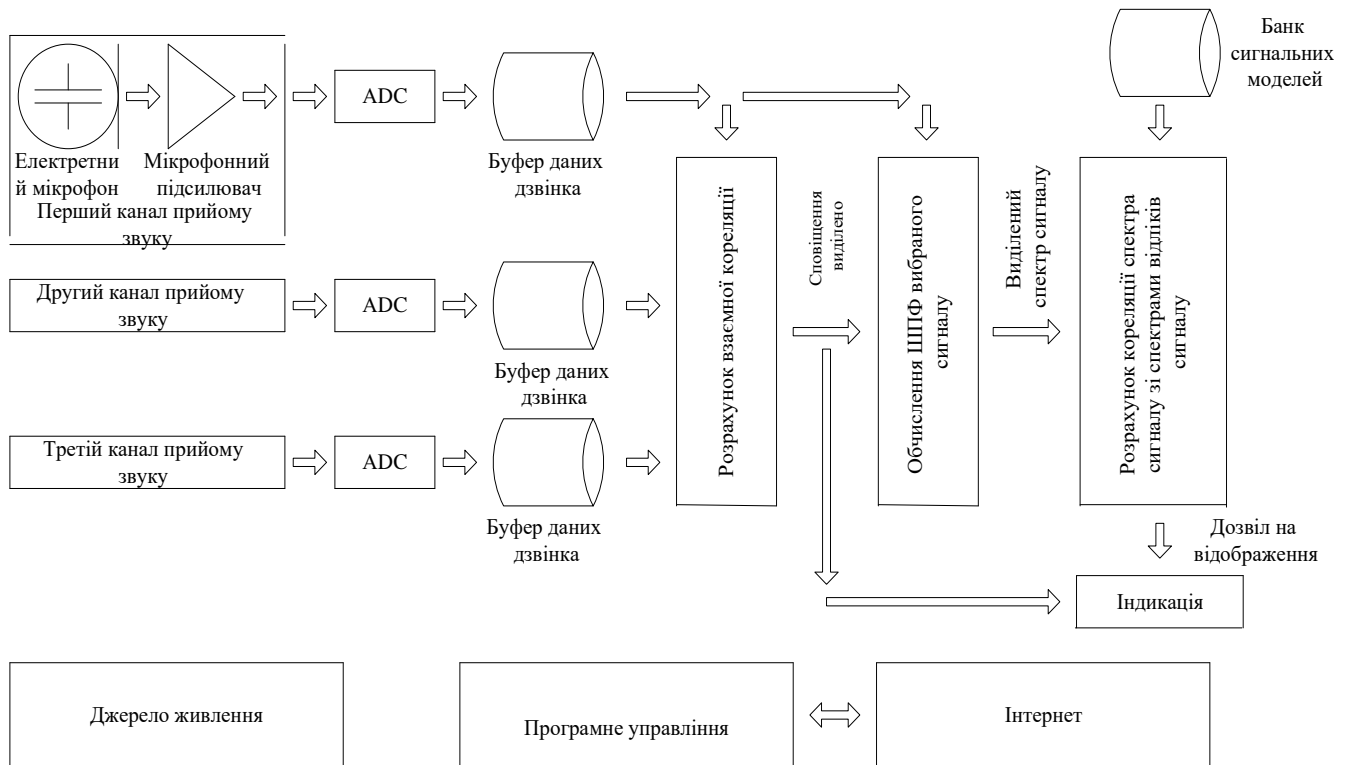 Банк
сигнальних
моделей
ADC
Електретни
й мікрофон
Мікрофонний
підсилювач
Перший канал прийому
звуку
Буфер даних
дзвінка
Другий канал прийому
звуку
ADC
Буфер даних
дзвінка
Третій канал прийому
звуку
ADC
Буфер даних
дзвінка
Розрахунок взаємної кореляції
Сповіщення
виділено
Обчислення ШПФ вибраного
сигналу
Виділений
спектр сигналу
Розрахунок кореляції спектра
сигналу зі спектрами відліків
сигналу
Дозвіл на
відображення
Індикація
Джерело живлення
Програмне управління
Інтернет